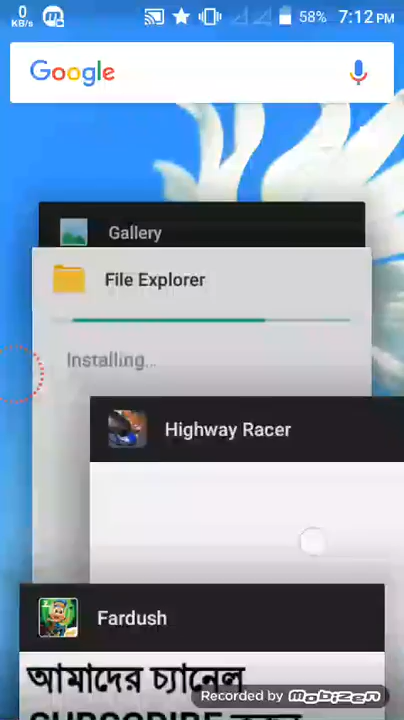 0
KB/s
58% 7:12 PM
Google
Gallery
File Explorer
Installing...
Highway Racer
Fardush
আমাদের চ্যানেল
Recorded by mobizen